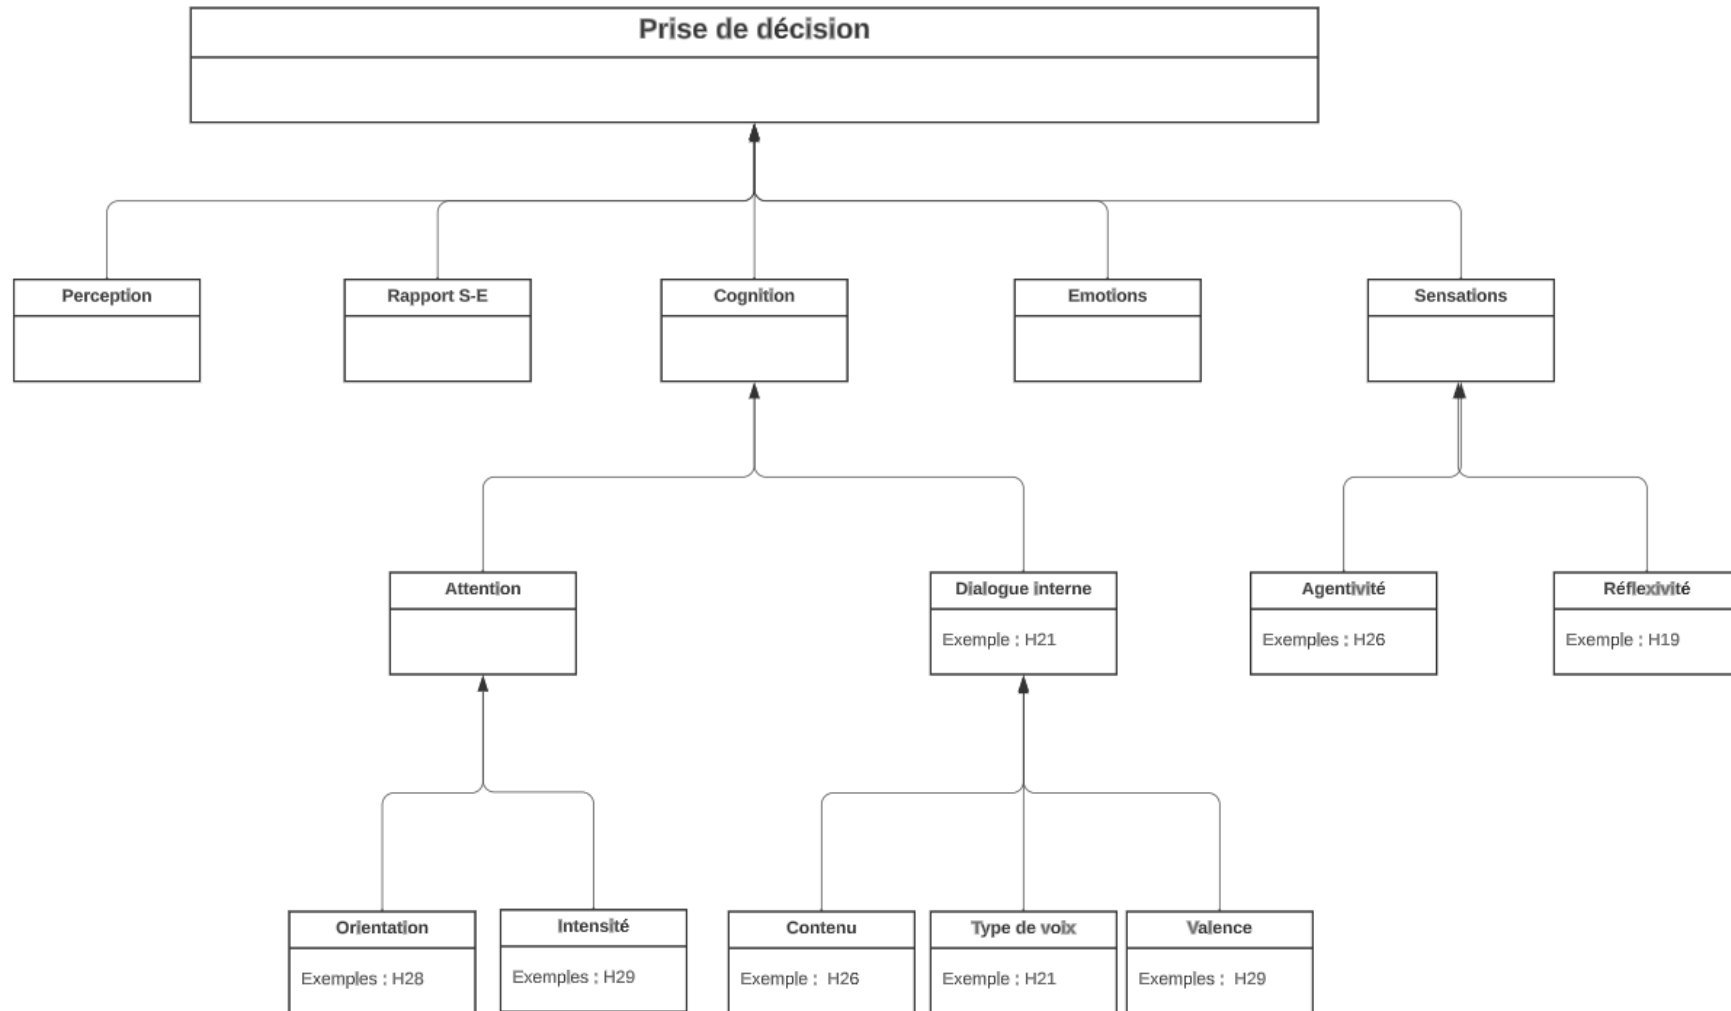 Prise de décision
Perception
Rapport S-E
Cognition
Emotions
Sensations
Attention
Dialogue interne
Exemple : H21
Agentivité
Exemples : H26
Réflexivité
Exemple : H19
Orientation
Exemples : H28
Intensité
Exemples : H29
Contenu
Exemple :  H26
Type de voix
Exemple : H21
Valence
Exemples :  H29